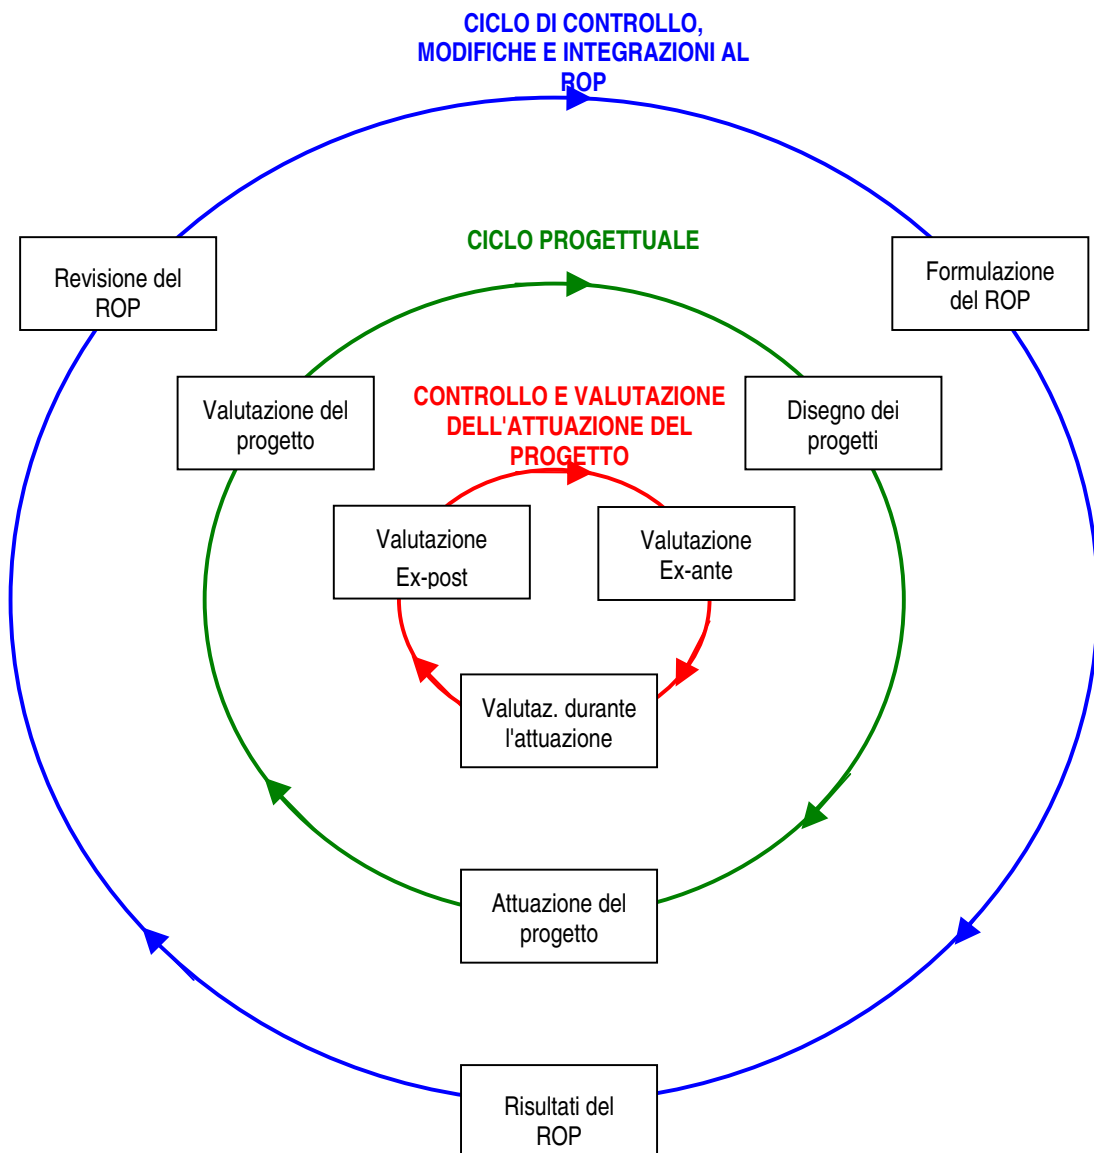 CICLO DI CONTROLLO,
MODIFICHE E INTEGRAZIONI AL
ROP
CICLO PROGETTUALE
Revisione del
ROP
Formulazione
del ROP
CONTROLLO E VALUTAZIONE
DELL'ATTUAZIONE DEL
PROGETTO
Valutazione del
progetto
Disegno dei
progetti
Valutazione
Ex-post
Valutazione
Ex-ante
Valutaz. durante
l'attuazione
Attuazione del
progetto
Risultati del
ROP